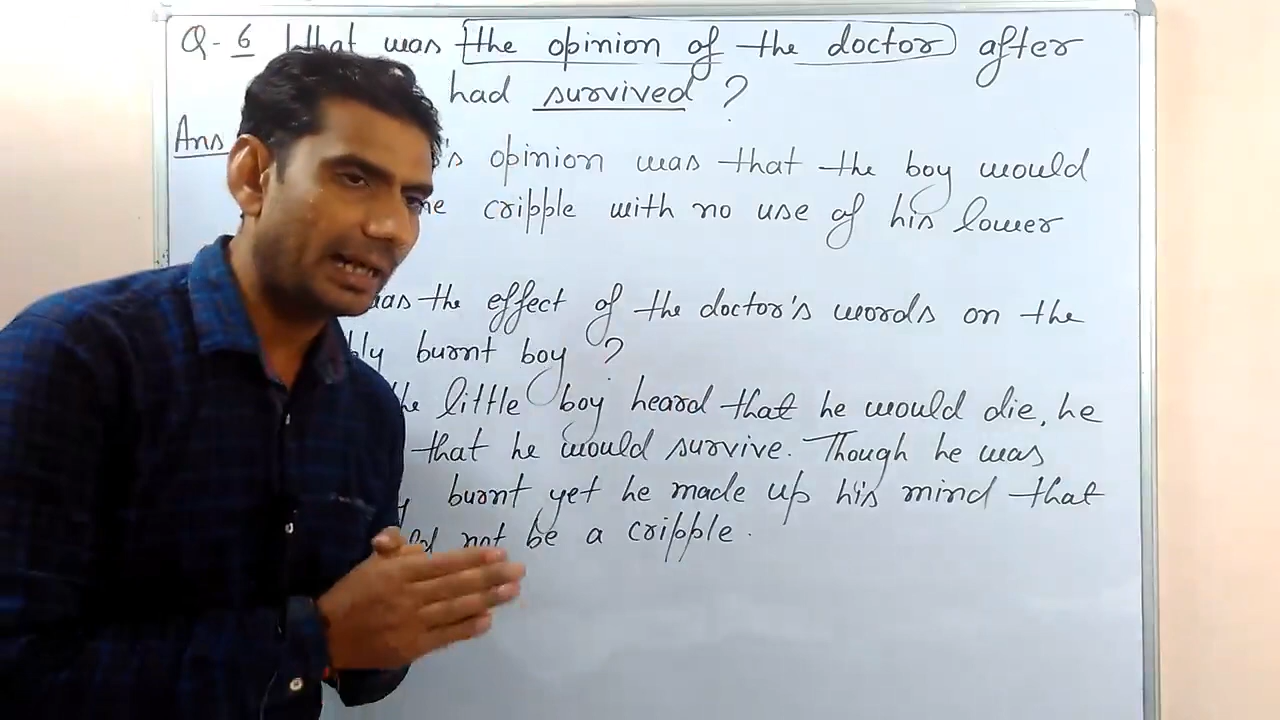 Q-6 What was the opinion of the doctor after
had survived ?
Ans 's opinion was that the boy would
cripple with no use of his lower
the effect of the doctor's words on the
burnt boy ?
little boy heard that he would die, he
that he would survive. Though he was
burnt yet he made up his mind that
not be a cripple.